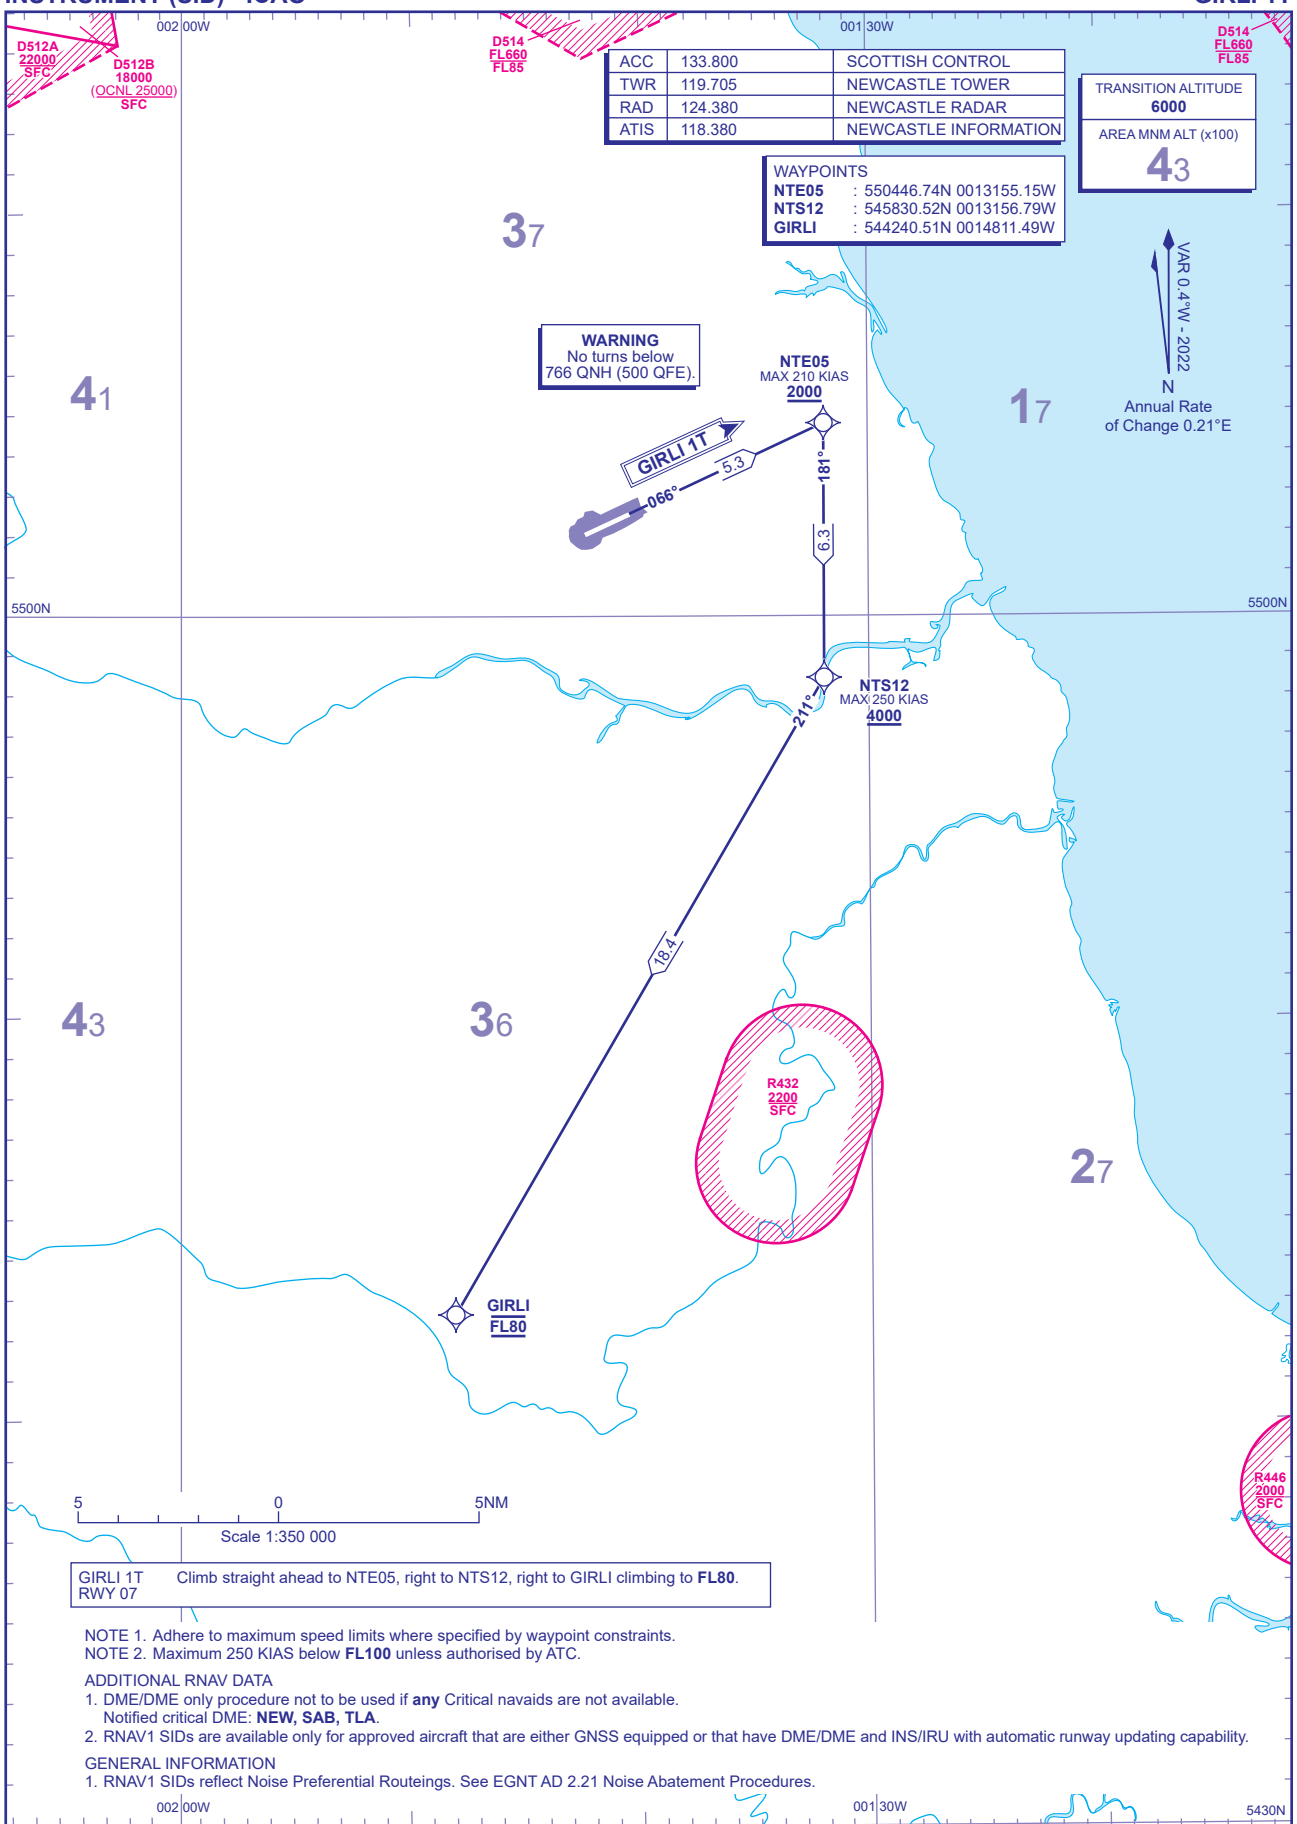 002 00W
001 30W
D512A
22000
SFC
D512B
18000
(OCNL 25000)
SFC
D514
FL660
FL85
D514
FL660
FL85
ACC 133.800 SCOTTISH CONTROL
TWR 119.705 NEWCASTLE TOWER
RAD 124.380 NEWCASTLE RADAR
ATIS 118.380 NEWCASTLE INFORMATION
TRANSITION ALTITUDE
6000
AREA MNM ALT (x100)
43
WAYPOINTS
NTE05 : 550446.74N 0013155.15W
NTS12 : 545830.52N 0013156.79W
GIRLI : 544240.51N 0014811.49W
37
VAR 0.4°W - 2022
N
Annual Rate
of Change 0.21°E
WARNING
No turns below
766 QNH (500 QFE).
NTE05
MAX 210 KIAS
2000
41
17
GIRLI 1T
5.3
066°
181°
6.3
5500N
5500N
NTS12
MAX 250 KIAS
4000
211°
18.4
43
36
R432
2200
SFC
27
GIRLI
FL80
R446
2000
SFC
5 0 5NM
Scale 1:350 000
GIRLI 1T Climb straight ahead to NTE05, right to NTS12, right to GIRLI climbing to FL80.
RWY 07
NOTE 1. Adhere to maximum speed limits where specified by waypoint constraints.
NOTE 2. Maximum 250 KIAS below FL100 unless authorised by ATC.
ADDITIONAL RNAV DATA
1. DME/DME only procedure not to be used if any Critical navaids are not available.
Notified critical DME: NEW, SAB, TLA.
2. RNAV1 SIDs are available only for approved aircraft that are either GNSS equipped or that have DME/DME and INS/IRU with automatic runway updating capability.
GENERAL INFORMATION
1. RNAV1 SIDs reflect Noise Preferential Routeings. See EGNT AD 2.21 Noise Abatement Procedures.
002 00W
001 30W
5430N